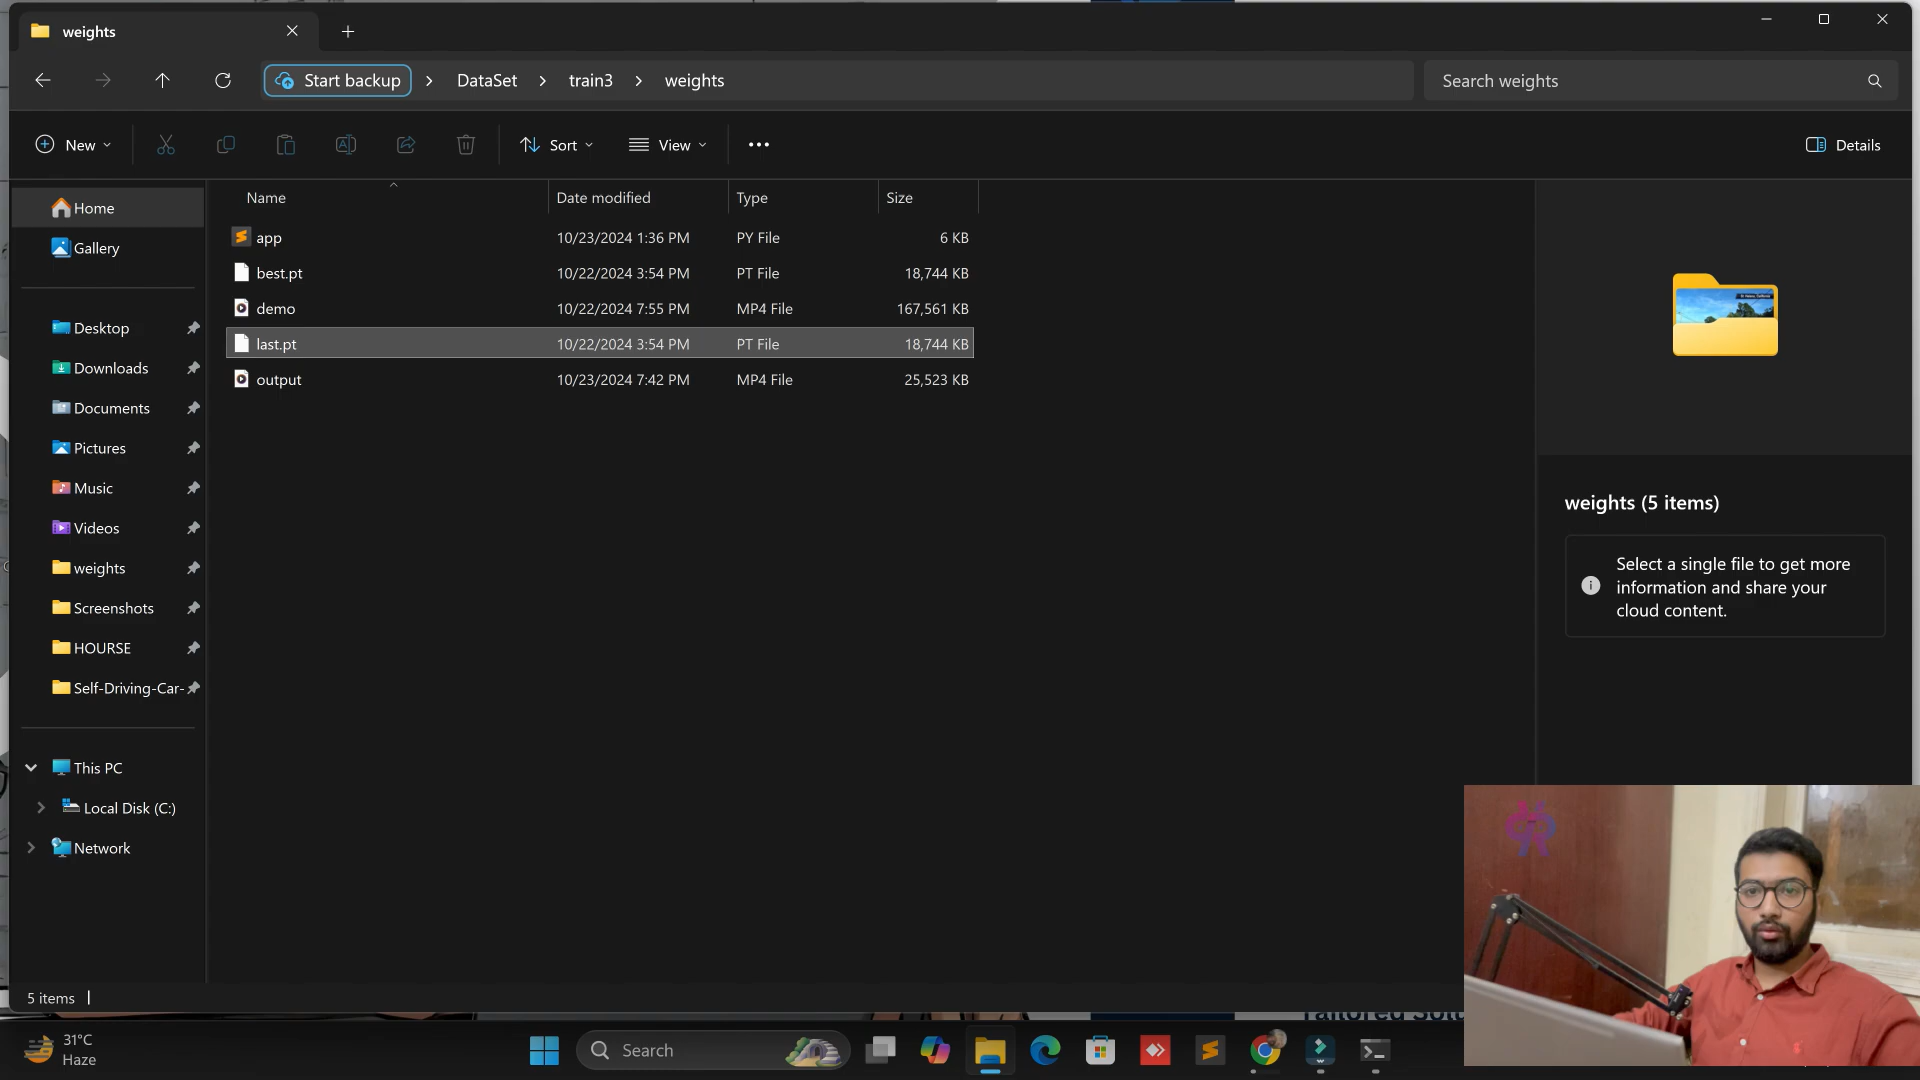 weights
Start backup > DataSet > train3 > weights
Search weights
New
Sort
View
Details
Home
Gallery
Desktop
Downloads
Documents
Pictures
Music
Videos
weights
Screenshots
HOURSE
Self-Driving-Car-
This PC
Local Disk (C:)
Network
Name Date modified Type Size
app 10/23/2024 1:36 PM PY File 6 KB
best.pt 10/22/2024 3:54 PM PT File 18,744 KB
demo 10/22/2024 7:55 PM MP4 File 167,561 KB
last.pt 10/22/2024 3:54 PM PT File 18,744 KB
output 10/23/2024 7:42 PM MP4 File 25,523 KB
weights (5 items)
Select a single file to get more
information and share your
cloud content.
5 items
31°C
Haze
Search